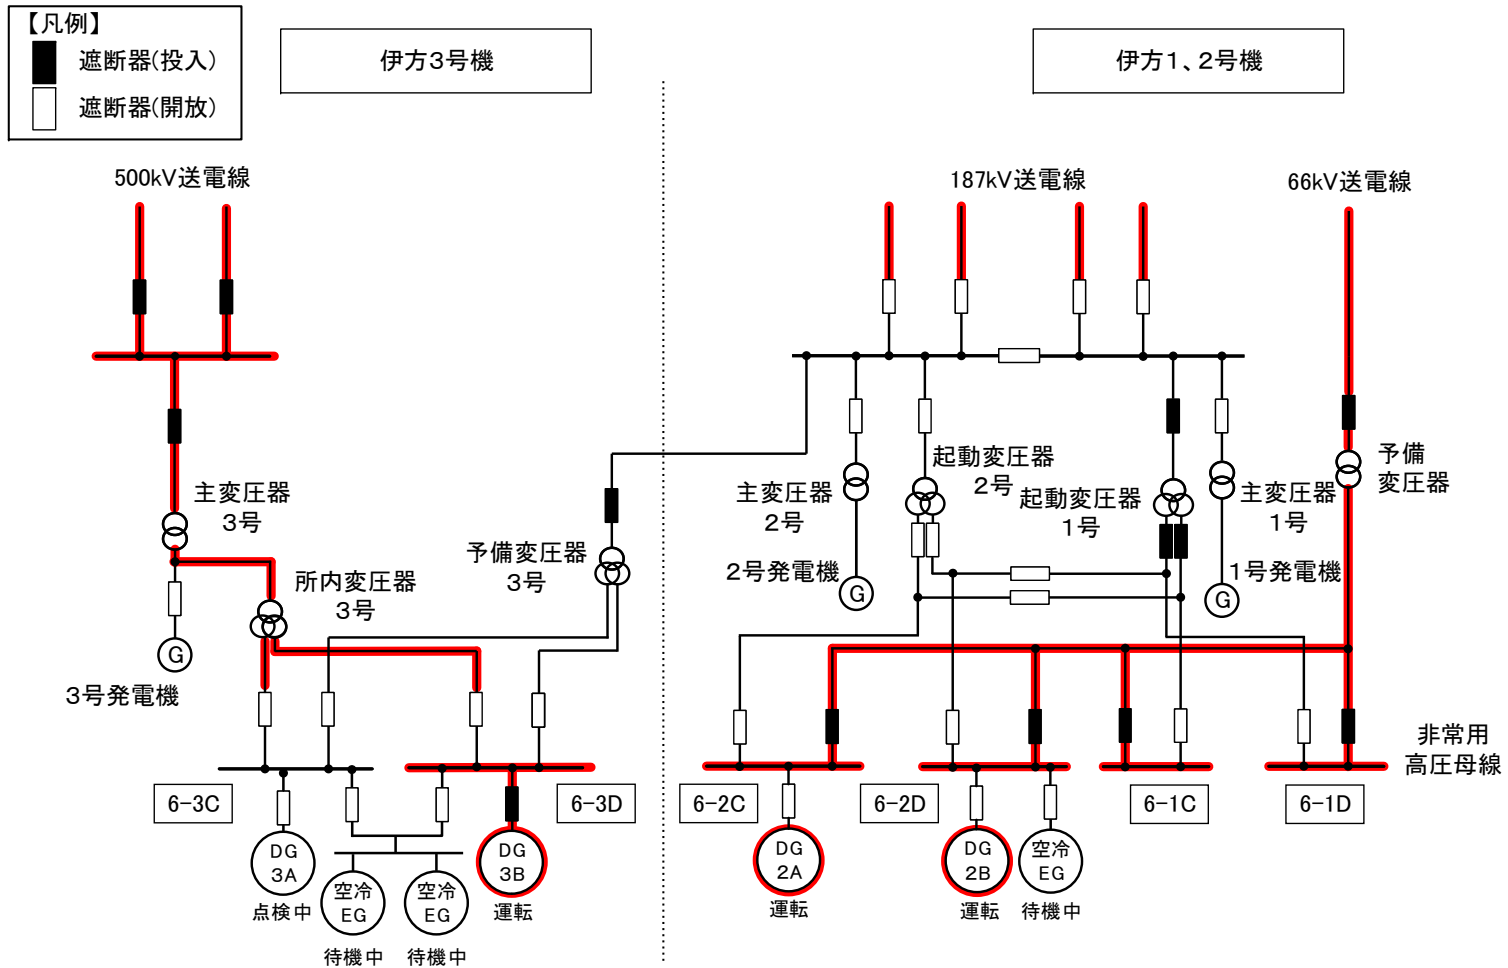 【凡例】
遮断器(投入)
遮断器(開放)
伊方3号機
伊方1、2号機
500kV送電線
187kV送電線
66kV送電線
主変圧器
3号
所内変圧器
3号
予備変圧器
3号
G
3号発電機
主変圧器
2号
起動変圧器
2号
起動変圧器
1号
主変圧器
1号
予備
変圧器
2号発電機
G
1号発電機
G
非常用
高圧母線
6-3C
6-3D
6-2C
6-2D
6-1C
6-1D
DG
3A
点検中
空冷
EG
待機中
空冷
EG
待機中
DG
3B
運転
DG
2A
運転
DG
2B
運転
空冷
EG
待機中